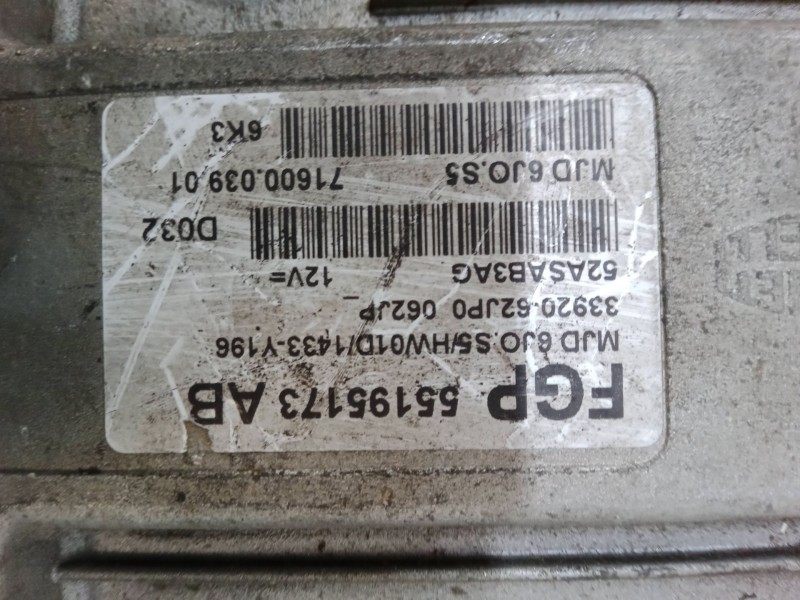 FGP 55195173 AB
MJD 6JO.S5/HW01D/1433-Y196
33920-62JP0 062JP_
52ASAB3AG 12V=
D032
MJD 6JO.S5 71600.039.01
6K3